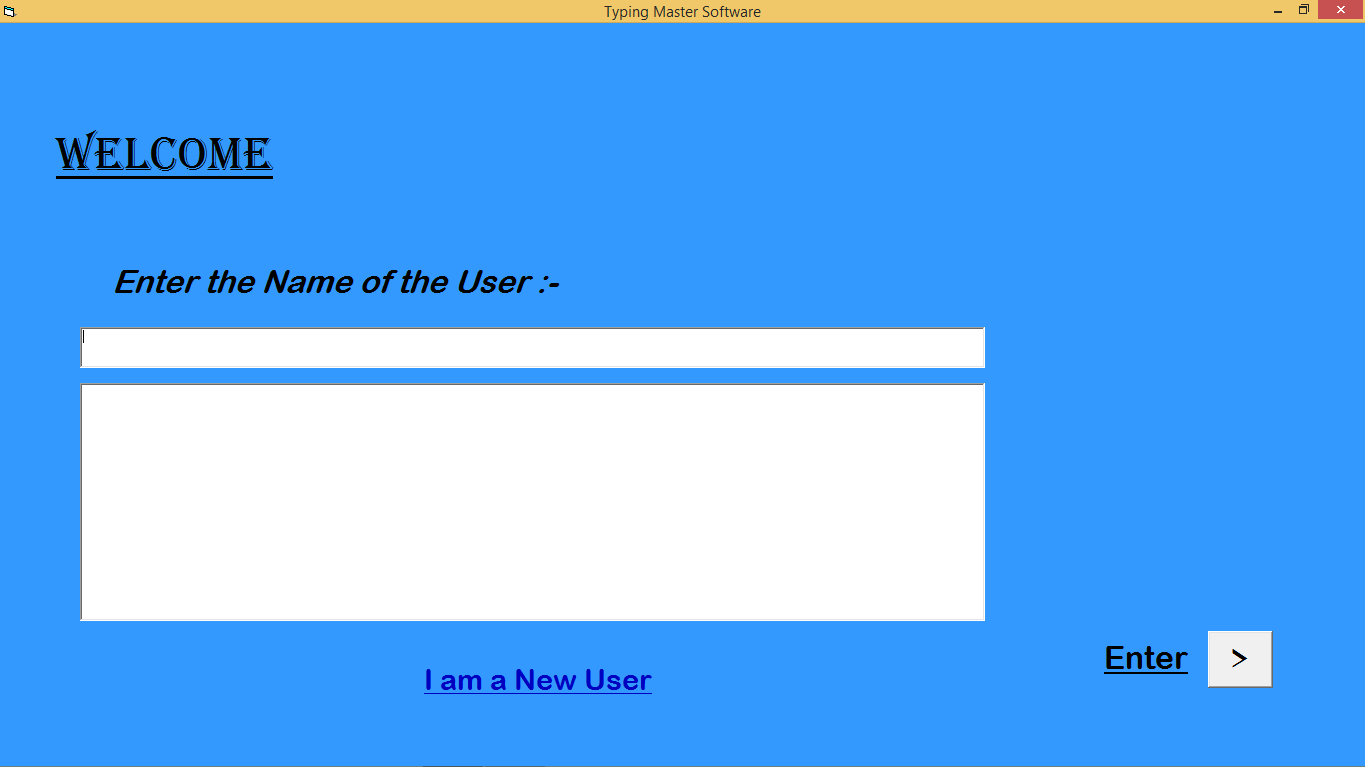 Typing Master Software
WELCOME
Enter the Name of the User :-
I am a New User
Enter >